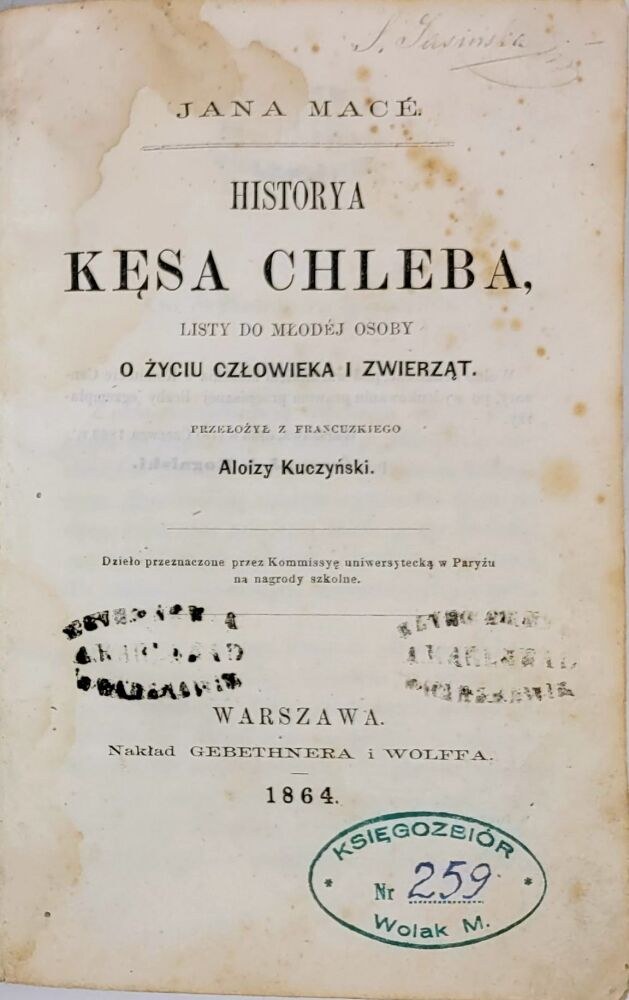 JANA MACÉ.
HISTORYA
KĘSA CHLEBA,
LISTY DO MŁODÉJ OSOBY
O ŻYCIU CZŁOWIEKA I ZWIERZĄT.
PRZEŁOŻYŁ Z FRANCUZKIEGO
Aloizy Kuczyński.
Dzieło przeznaczone przez Kommissyę uniwersytecką w Paryżu
na nagrody szkolne.
WARSZAWA.
Nakład GEBETHNERA i WOLFFA.
1864.
KSIĘGOZBIÓR
Nr 259
Wolak M.